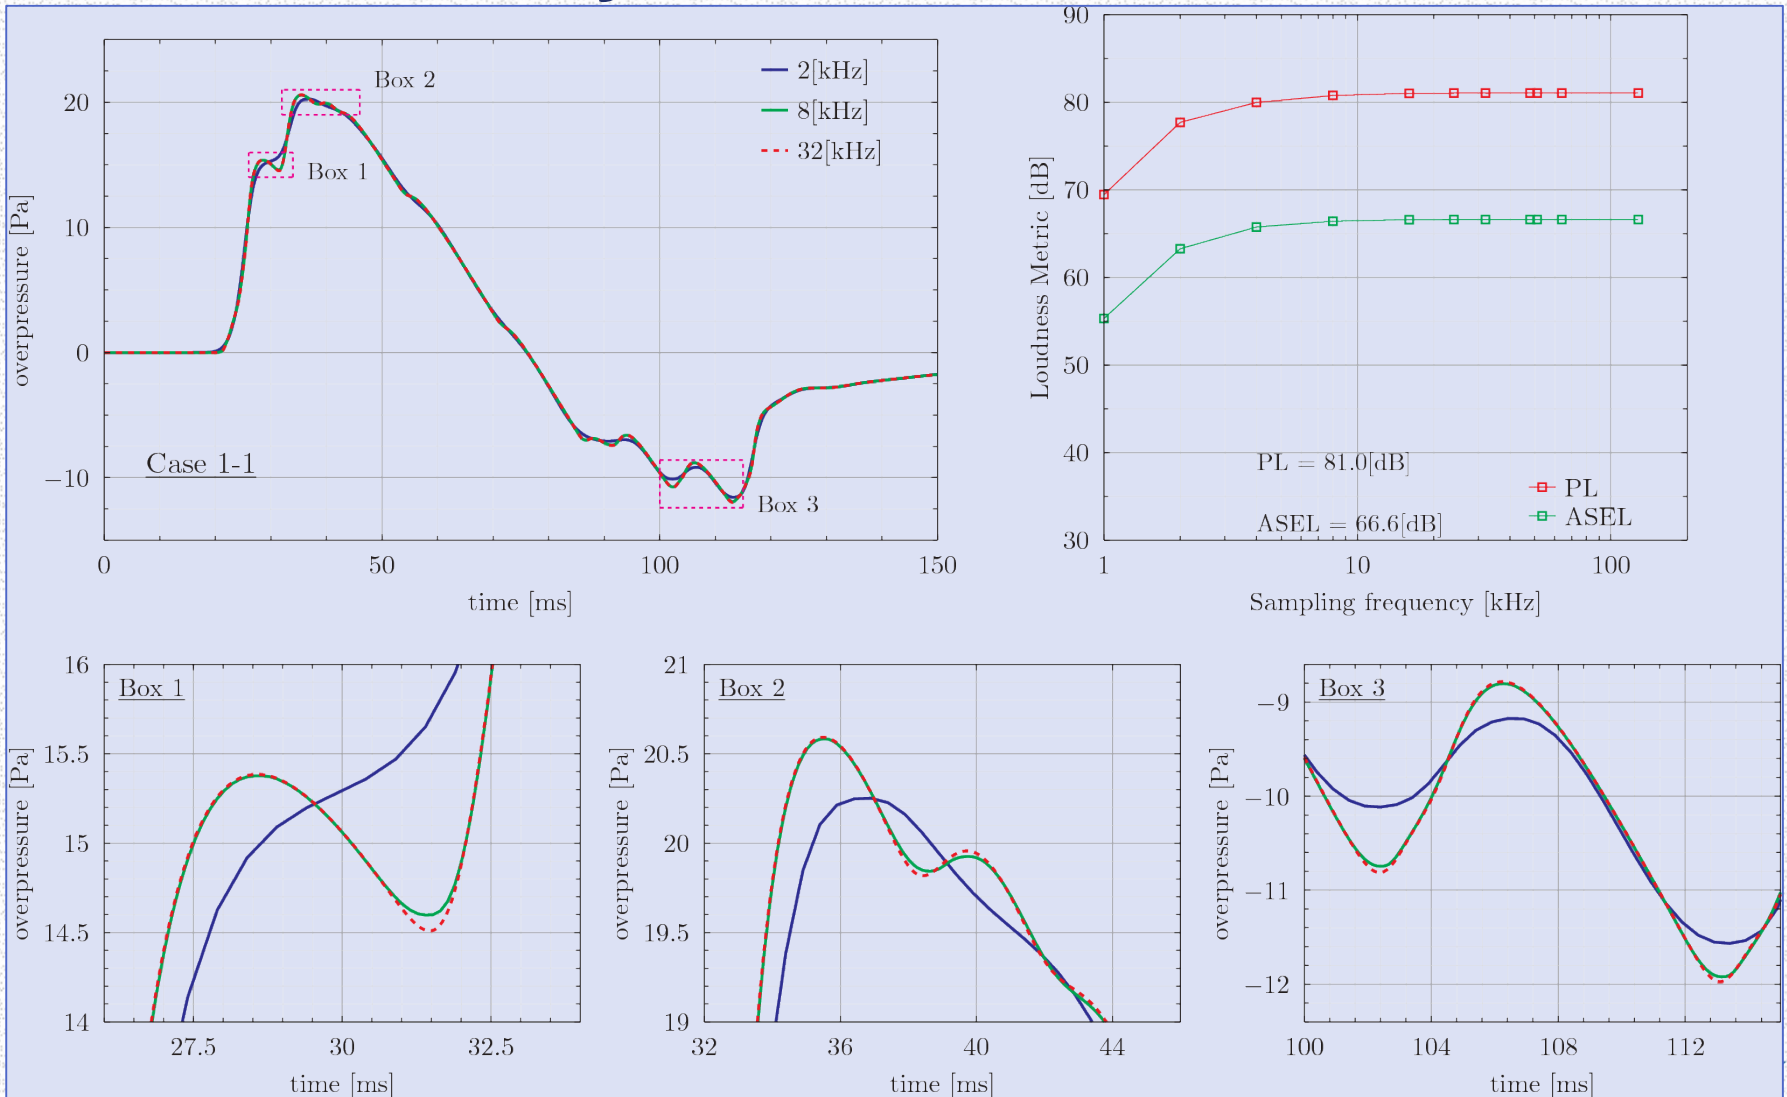 Box 2
Box 1
Box 3
Case 1-1
2[kHz]
8[kHz]
32[kHz]
overpressure [Pa]
20
10
0
−10
0
50
100
150
time [ms]
Loudness Metric [dB]
90
80
70
60
50
40
30
PL = 81.0[dB]
ASEL = 66.6[dB]
PL
ASEL
1
10
100
Sampling frequency [kHz]
Box 1
overpressure [Pa]
16
15.5
15
14.5
14
27.5
30
32.5
time [ms]
Box 2
overpressure [Pa]
21
20.5
20
19.5
19
32
36
40
44
time [ms]
Box 3
overpressure [Pa]
−9
−10
−11
−12
100
104
108
112
time [ms]